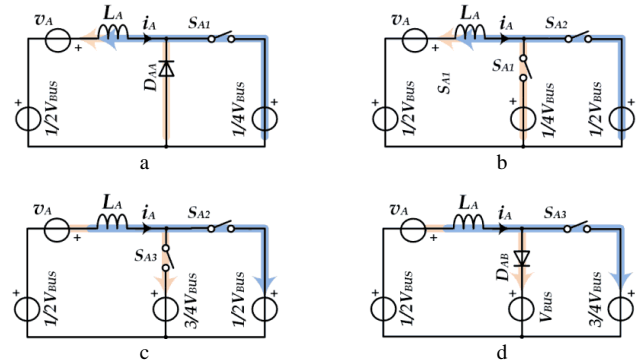 vA + LA iA SA1
DAA
+ 1/2VBUS
+ 1/4VBUS
a
vA + LA iA SA2
SA1
SA1
+ 1/2VBUS
+ 1/4VBUS
+ 1/2VBUS
b
vA + LA iA SA2
SA3
+ 1/2VBUS
+ 3/4VBUS
+ 1/2VBUS
c
vA + LA iA SA3
DAB
+ 1/2VBUS
+ VBUS
+ 3/4VBUS
d